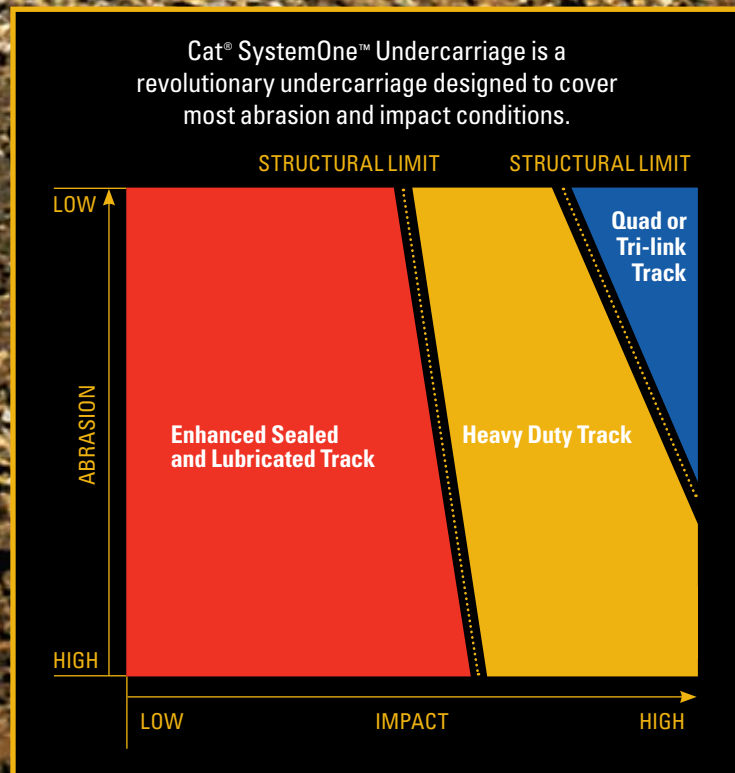 Cat® SystemOne™ Undercarriage is a
revolutionary undercarriage designed to cover
most abrasion and impact conditions.
STRUCTURAL LIMIT
STRUCTURAL LIMIT
LOW
Quad or
Tri-link
Track
ABRASION
Enhanced Sealed
and Lubricated Track
Heavy Duty Track
HIGH
LOW
IMPACT
HIGH